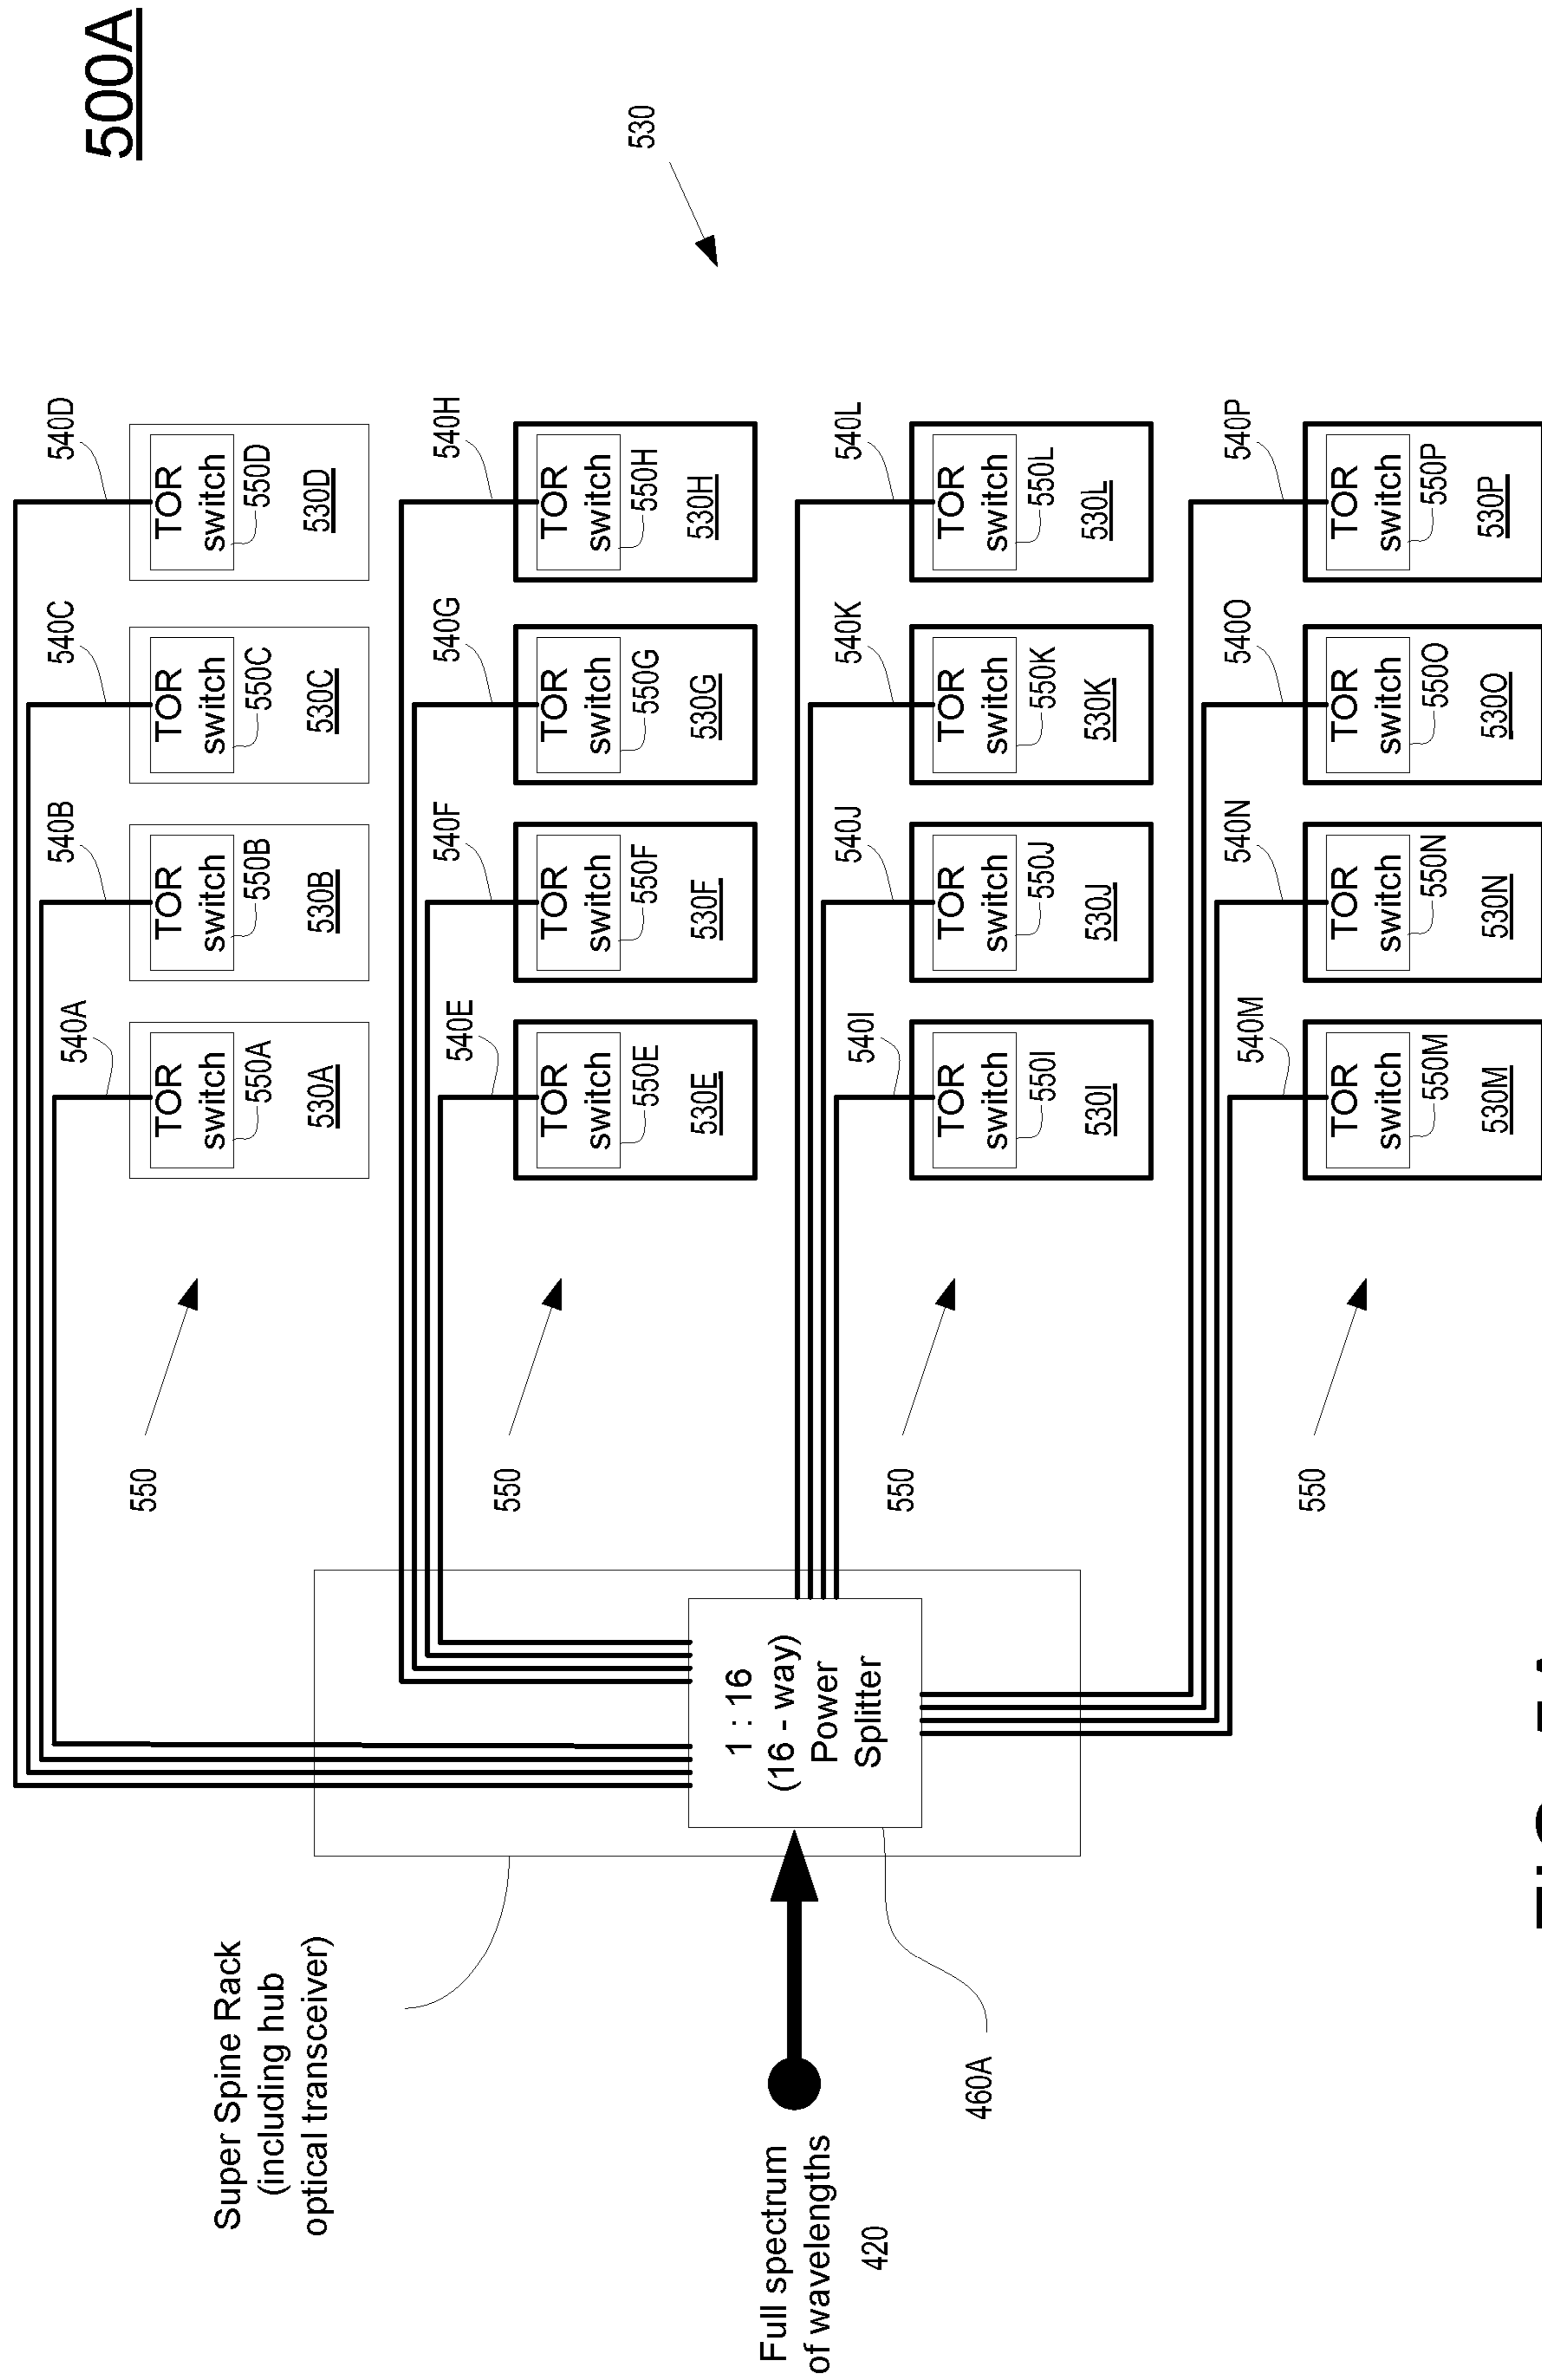 500A
530
540A
540B
540C
540D
TOR
switch
550A
530A
TOR
switch
550B
530B
TOR
switch
550C
530C
TOR
switch
550D
530D
550
540E
540F
540G
540H
TOR
switch
550E
530E
TOR
switch
550F
530F
TOR
switch
550G
530G
TOR
switch
550H
530H
550
540I
540J
540K
540L
TOR
switch
550I
530I
TOR
switch
550J
530J
TOR
switch
550K
530K
TOR
switch
550L
530L
550
540M
540N
540O
540P
TOR
switch
550M
530M
TOR
switch
550N
530N
TOR
switch
550O
530O
TOR
switch
550P
530P
550
Super Spine Rack
(including hub
optical transceiver)
1 : 16
(16 - way)
Power
Splitter
Full spectrum
of wavelengths
420
460A